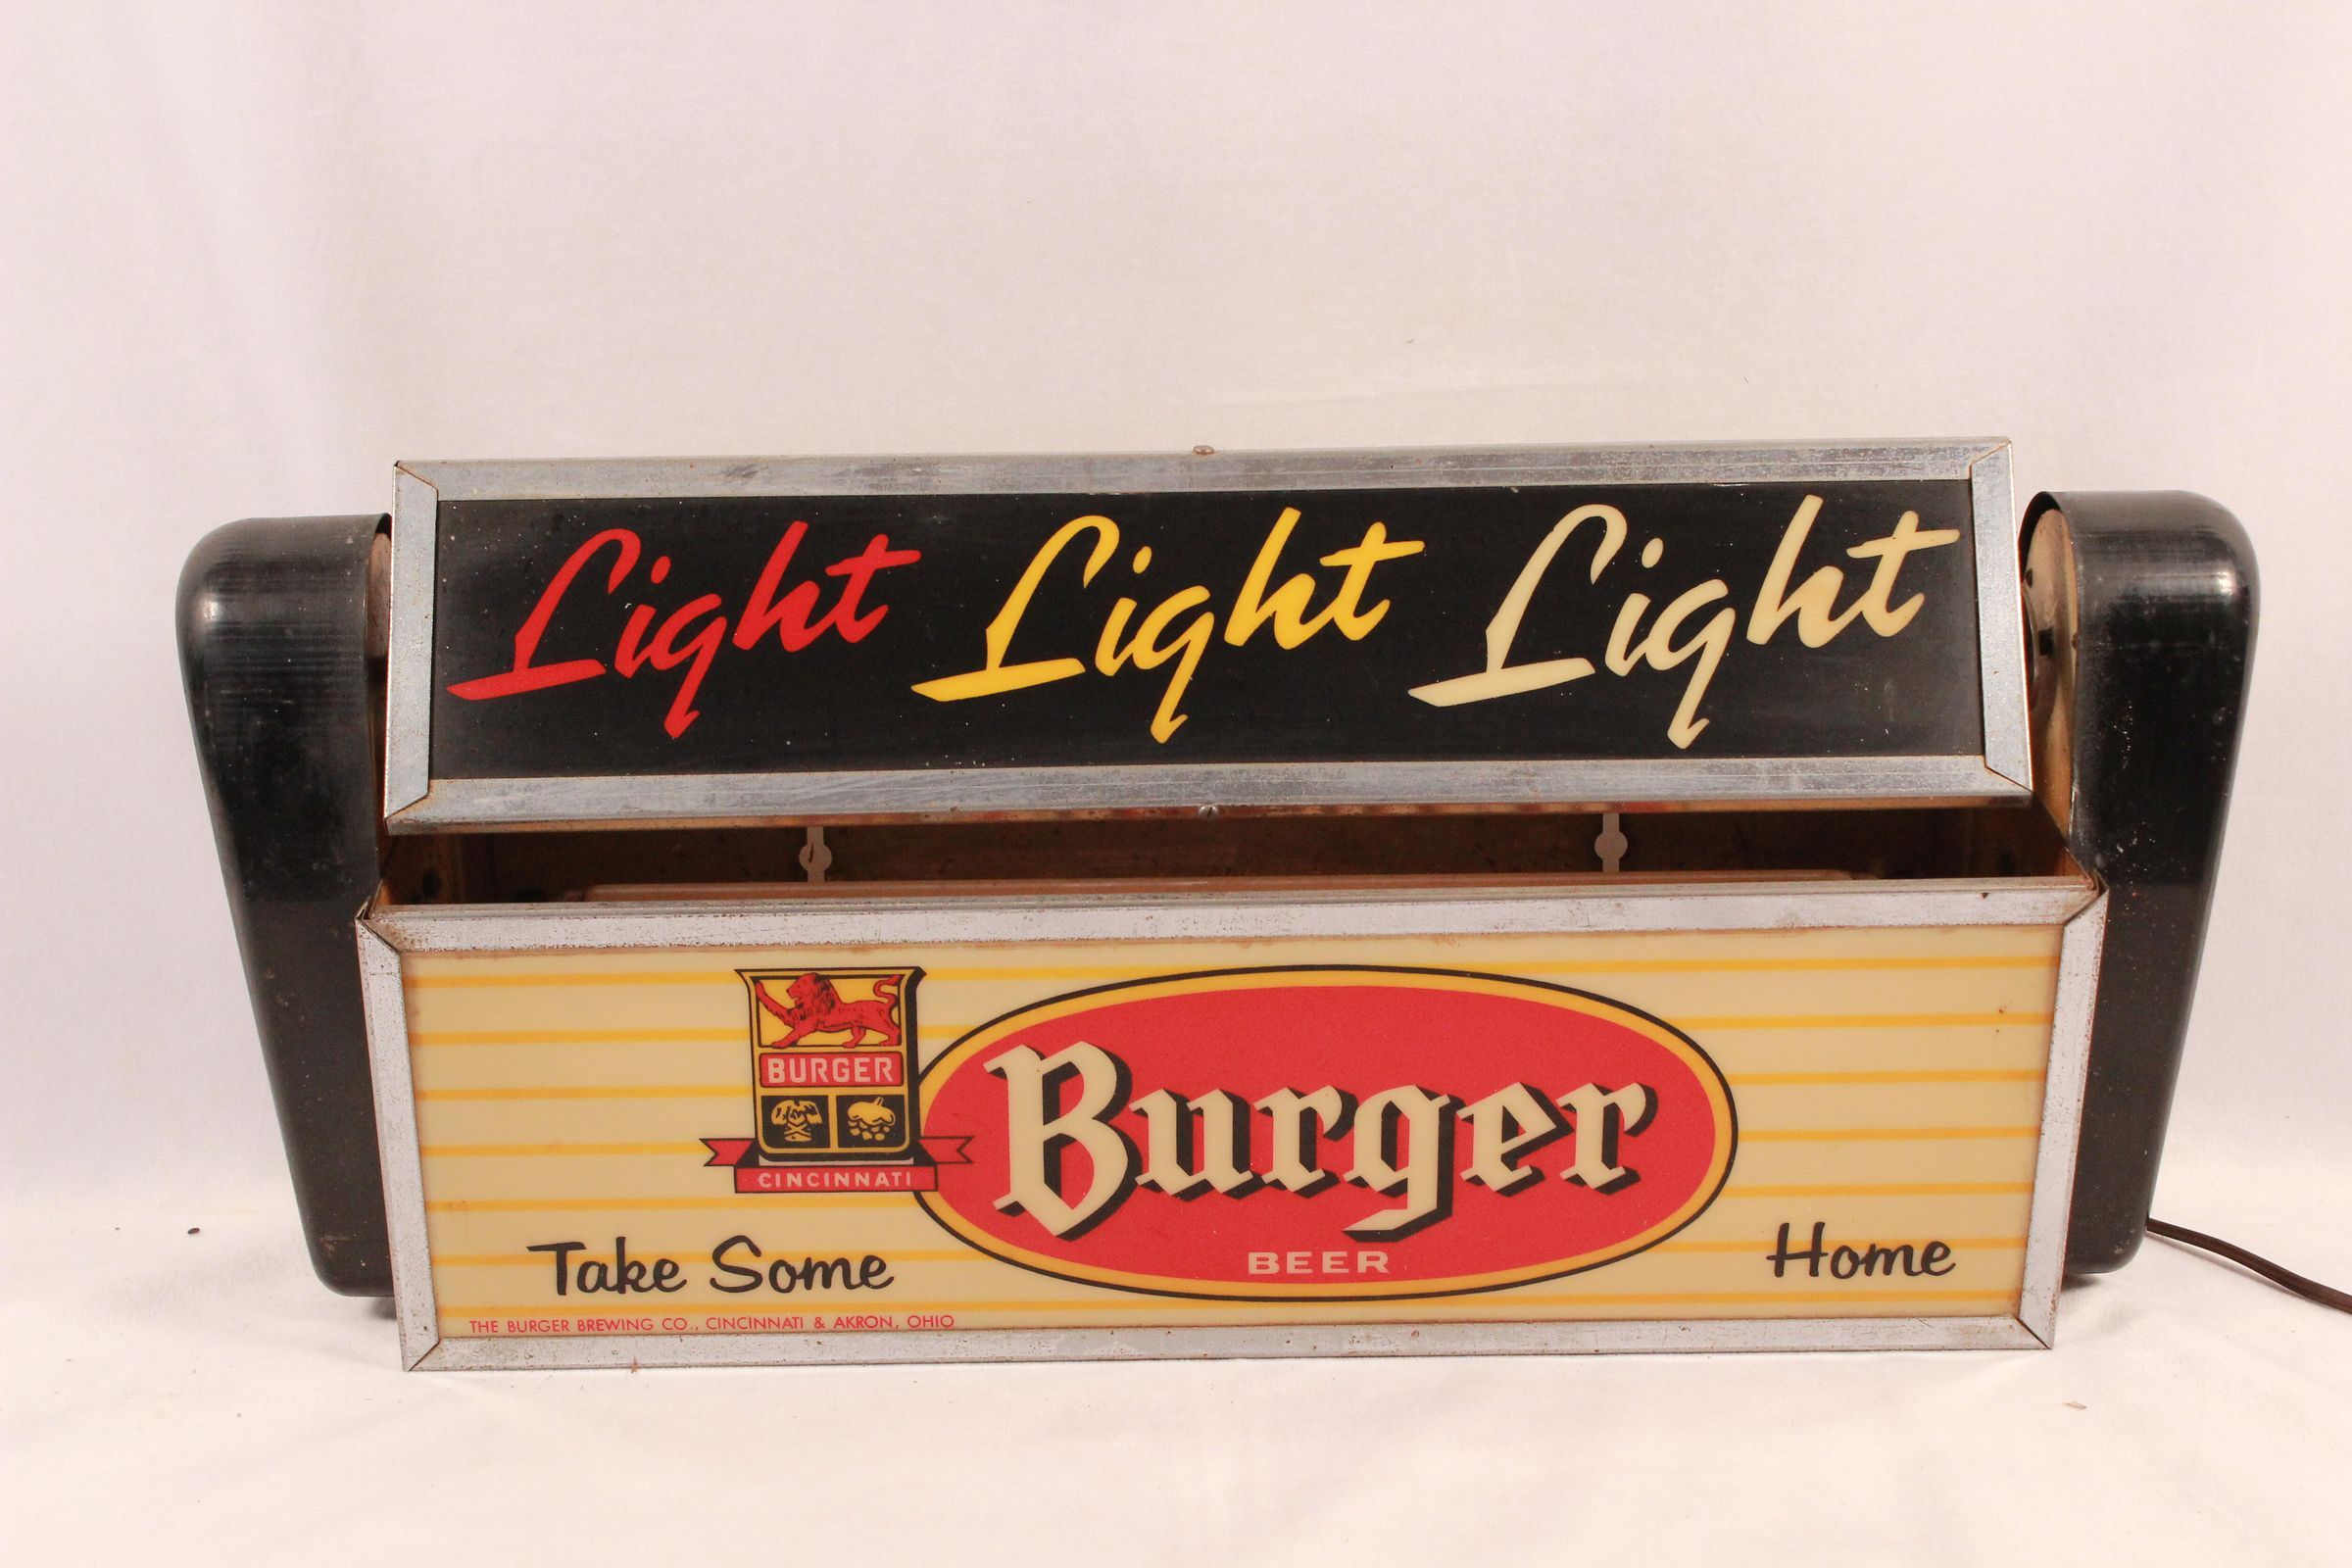 Light Light Light
BURGER
CINCINNATI
Burger
BEER
Take Some Home
THE BURGER BREWING CO., CINCINNATI & AKRON, OHIO